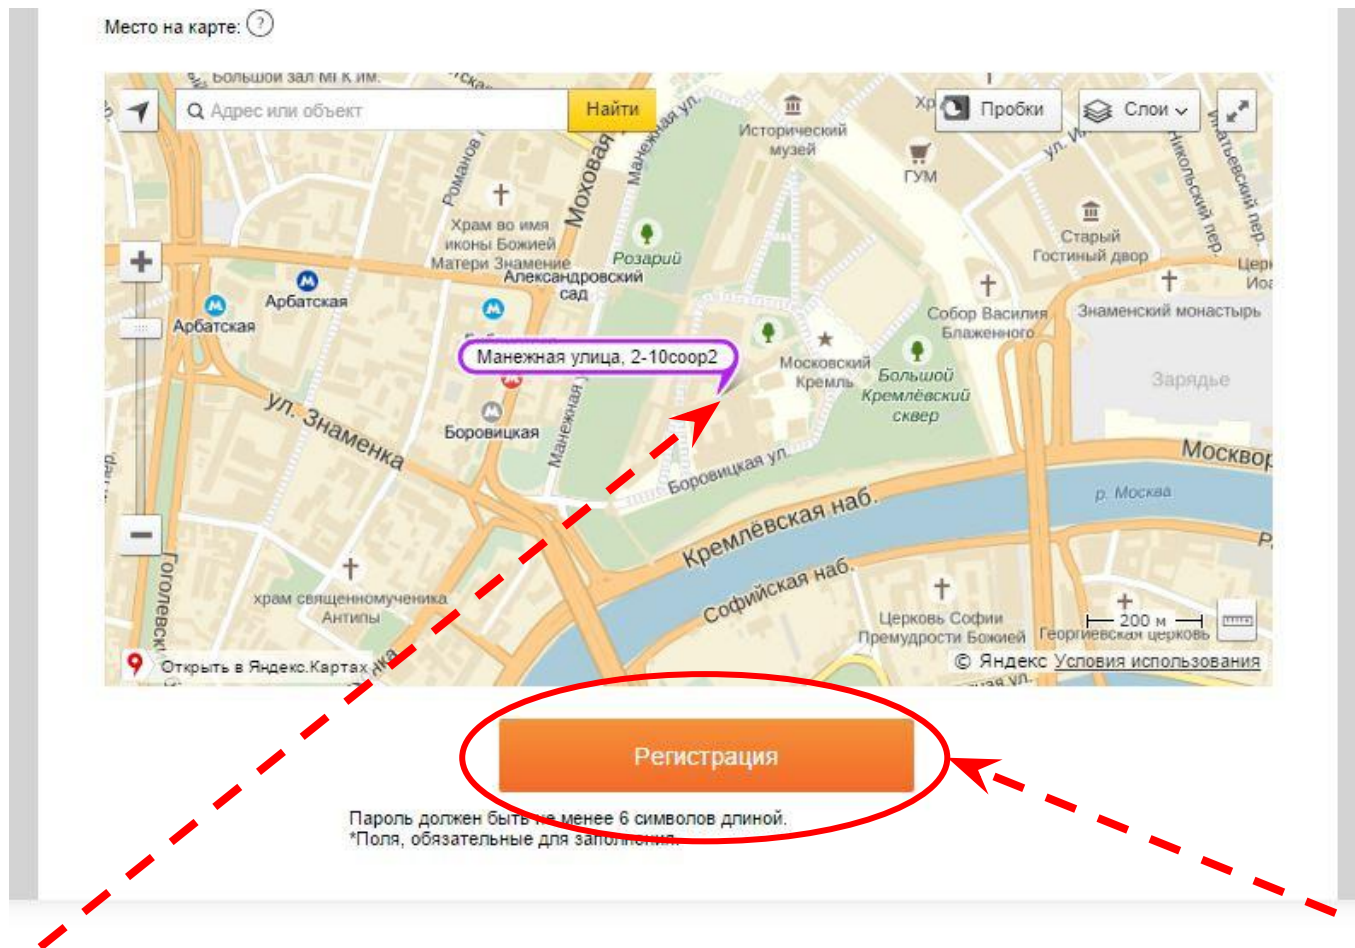 Место на карте: ?
Большой зал МГК им.
Адрес или объект
Найти
Пробки
Слои
Исторический
музей
ГУМ
ул. И
Никольский пер.
Старый
Гостиный двор
Романов
Моховая
Манежная ул.
Храм во имя
иконы Божией
Матери Знамение
Розарий
Александровский
сад
Арбатская
Арбатская
Собор Василия
Блаженного
Знаменский монастырь
Манежная улица, 2-10соор2
Московский
Кремль
Большой
Кремлёвский
сквер
Зарядье
ул. Знаменка
Боровицкая
Манежная у
Боровицкая ул.
Москвор
р. Москва
Кремлёвская наб.
Софийская наб.
Гоголевски
храм священномученика
Антипы
Церковь Софии
Премудрости Божией
Георгиевская церковь
200 м
Открыть в Яндекс.Картах
© Яндекс Условия использования
Регистрация
Пароль должен быть не менее 6 символов длиной.
*Поля, обязательные для заполнения.